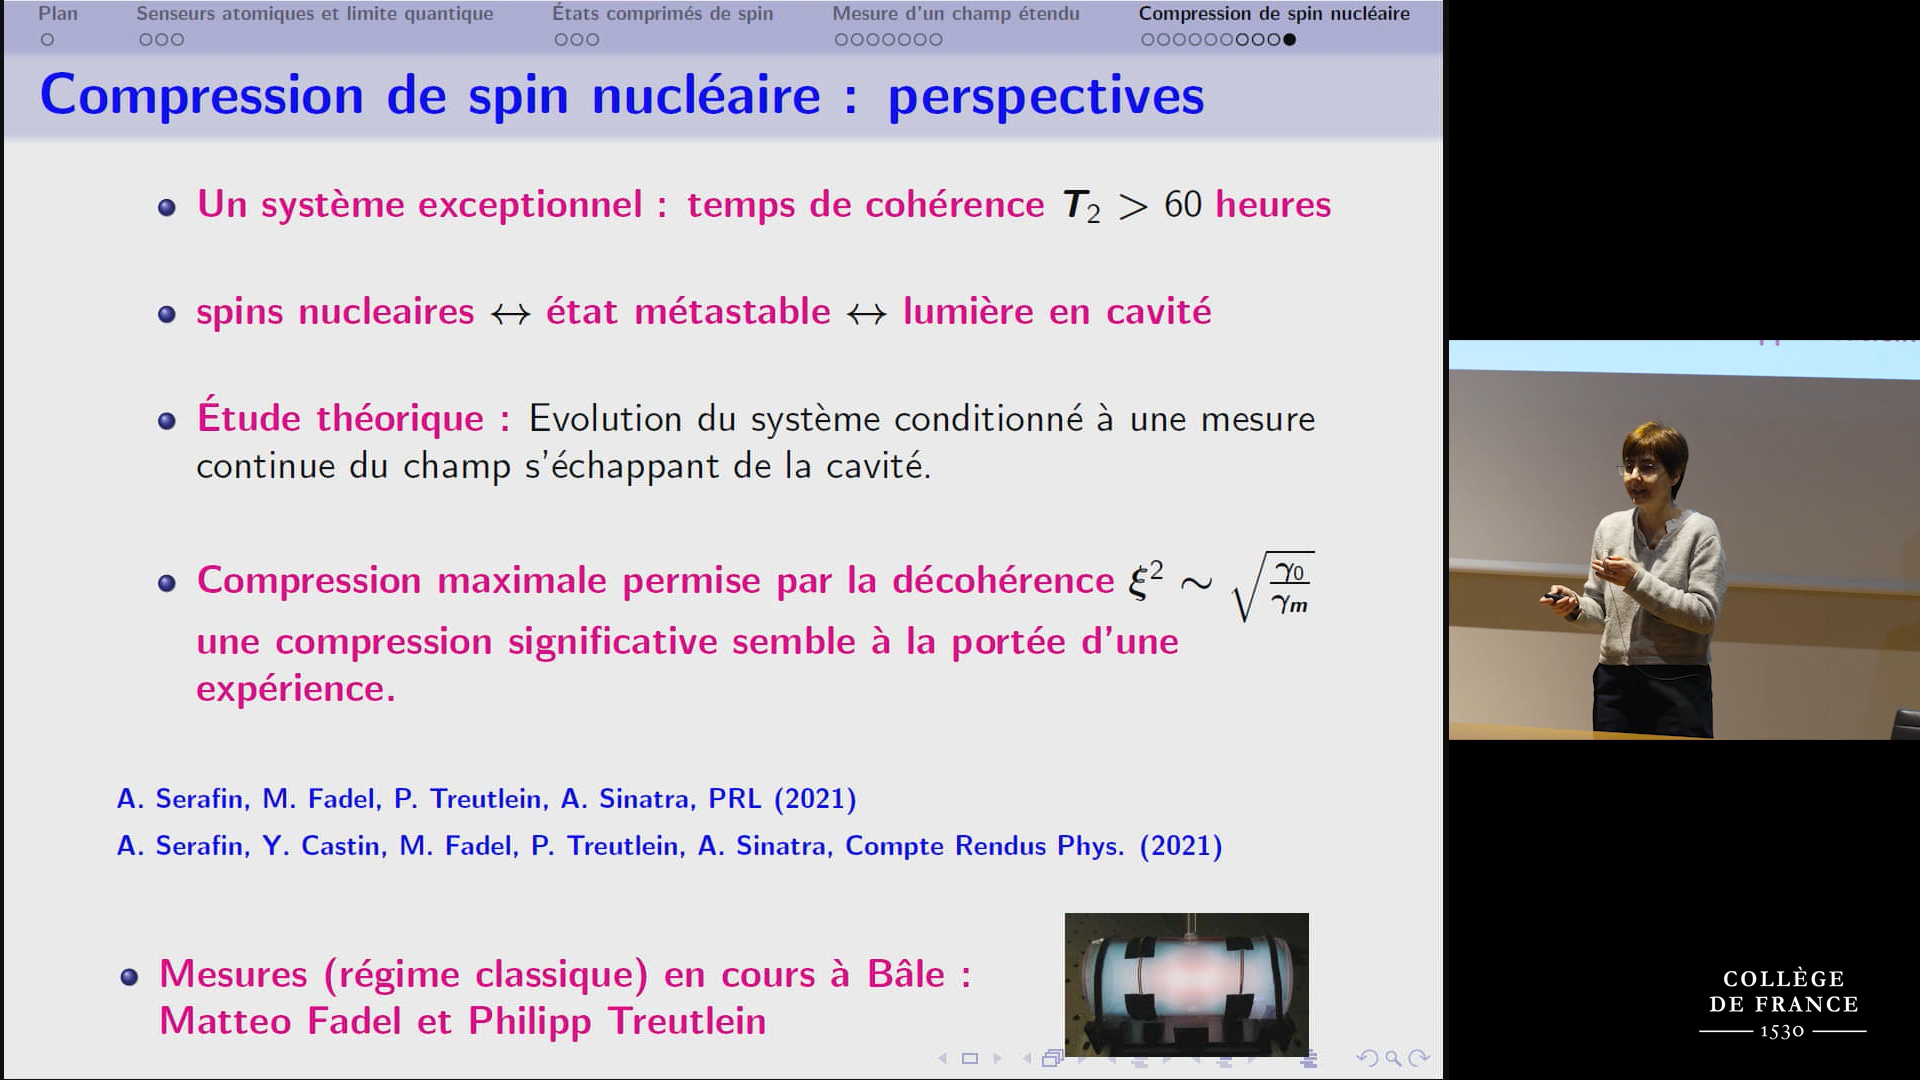 Plan Senseurs atomiques et limite quantique États comprimés de spin Mesure d'un champ étendu Compression de spin nucléaire
Compression de spin nucléaire : perspectives
Un système exceptionnel : temps de cohérence T₂ > 60 heures
spins nucleaires ↔ état métastable ↔ lumière en cavité
Étude théorique : Evolution du système conditionné à une mesure
continue du champ s'échappant de la cavité.
Compression maximale permise par la décohérence ξ² ∼ √(γ₀/γₘ)
une compression significative semble à la portée d'une
expérience.
A. Serafin, M. Fadel, P. Treutlein, A. Sinatra, PRL (2021)
A. Serafin, Y. Castin, M. Fadel, P. Treutlein, A. Sinatra, Compte Rendus Phys. (2021)
Mesures (régime classique) en cours à Bâle :
Matteo Fadel et Philipp Treutlein
COLLÈGE
DE FRANCE
1530